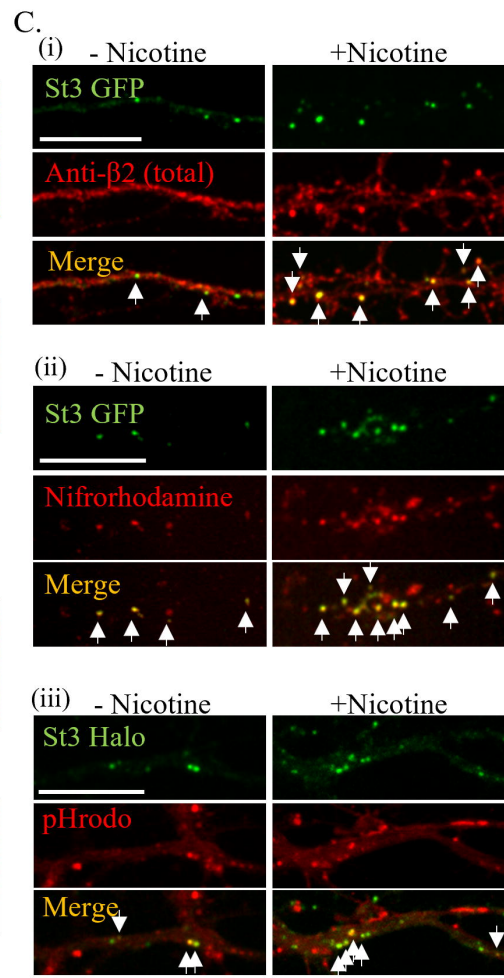 C.
(i) - Nicotine +Nicotine
St3 GFP
Anti-β2 (total)
Merge
(ii) - Nicotine +Nicotine
St3 GFP
Nifrorhodamine
Merge
(iii) - Nicotine +Nicotine
St3 Halo
pHrodo
Merge